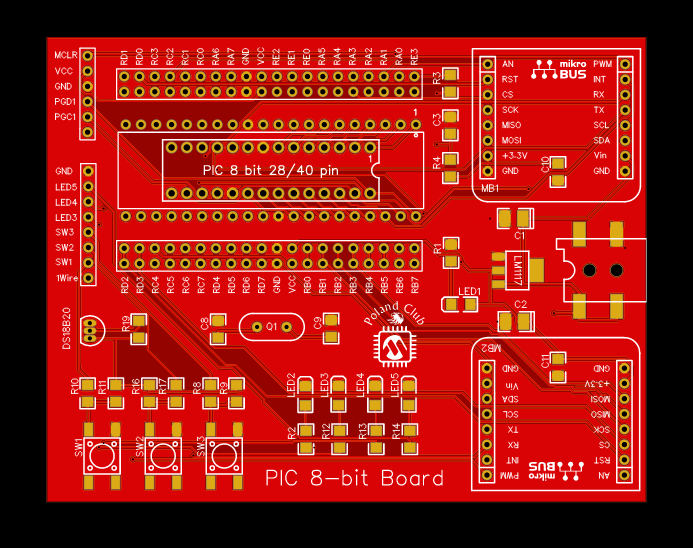 MCLR
VCC
GND
PGD1
PGC1
RD1
RD0
RC3
RC2
RC1
RC0
RA6
RA7
GND
VCC
RE2
RE1
RE0
RA5
RA4
RA3
RA2
RA1
RA0
RE3
1
PIC 8 bit 28/40 pin
1
R3
C3
R4
AN
RST
CS
SCK
MISO
MOSI
+3.3V
GND
mikro
BUS
PWM
INT
RX
TX
SCL
SDA
Vin
GND
C10
MB1
GND
LED5
LED4
LED3
SW3
SW2
SW1
1Wire
RD2
RD3
RC4
RC5
RC6
RC7
RD4
RD5
RD6
RD7
GND
VCC
RB0
RB1
RB2
RB3
RB4
RB5
RB6
RB7
C1
R1
LM1117
LED1
C2
DS18B20
R19
C8
Q1
C9
Poland Club
MB2
C11
GND
Vin
SDA
SCL
TX
RX
INT
PWM
GND
+3.3V
MOSI
MISO
SCK
CS
RST
AN
mikro
BUS
R10
R11
R16
R17
R8
R9
LED2
LED3
LED4
LED5
R2
R12
R13
R14
SW1
SW2
SW3
PIC 8-bit Board